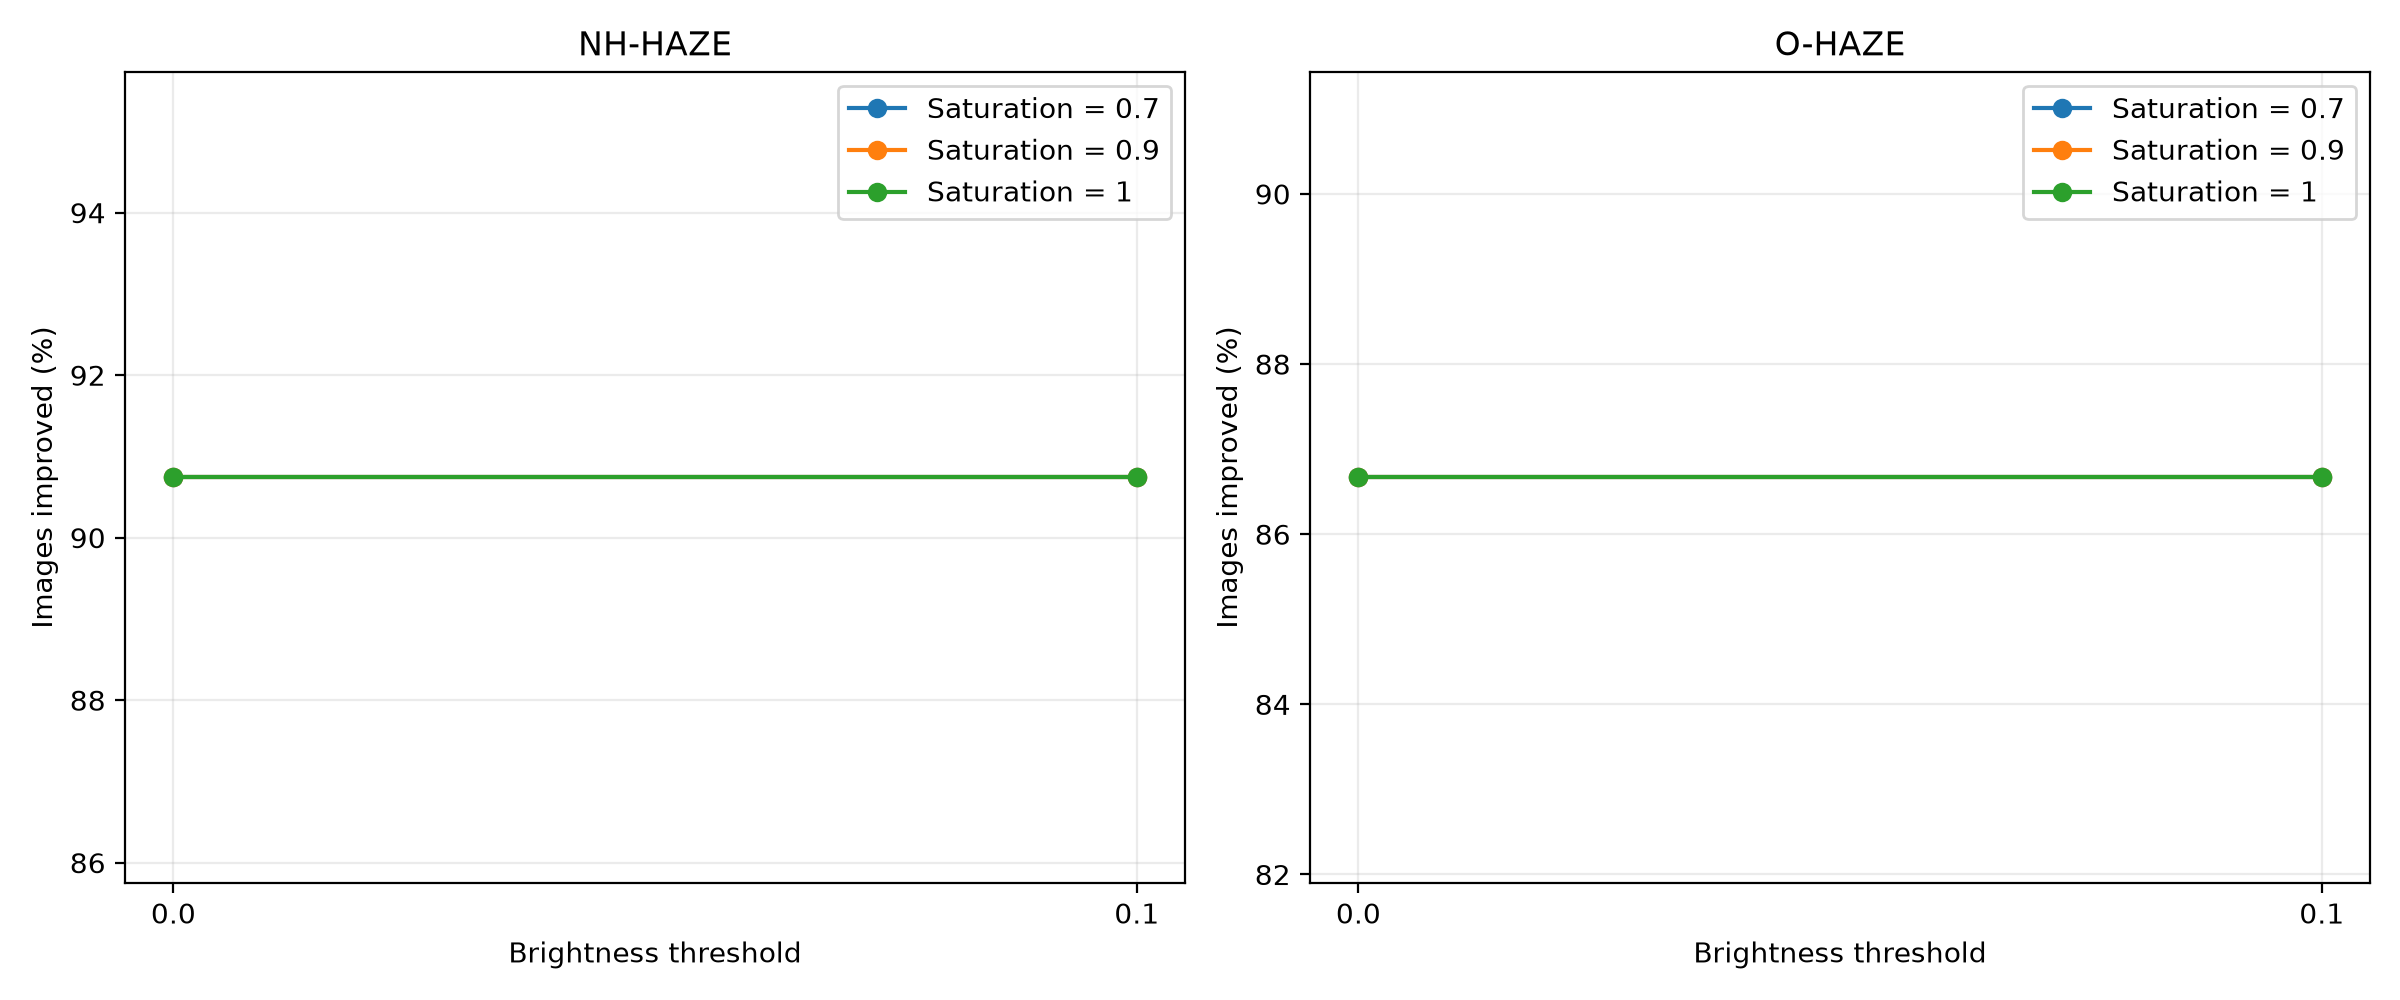 NH-HAZE
Saturation = 0.7
Saturation = 0.9
Saturation = 1
94
92
90
88
86
Images improved (%)
0.0
0.1
Brightness threshold
O-HAZE
Saturation = 0.7
Saturation = 0.9
Saturation = 1
90
88
86
84
82
Images improved (%)
0.0
0.1
Brightness threshold